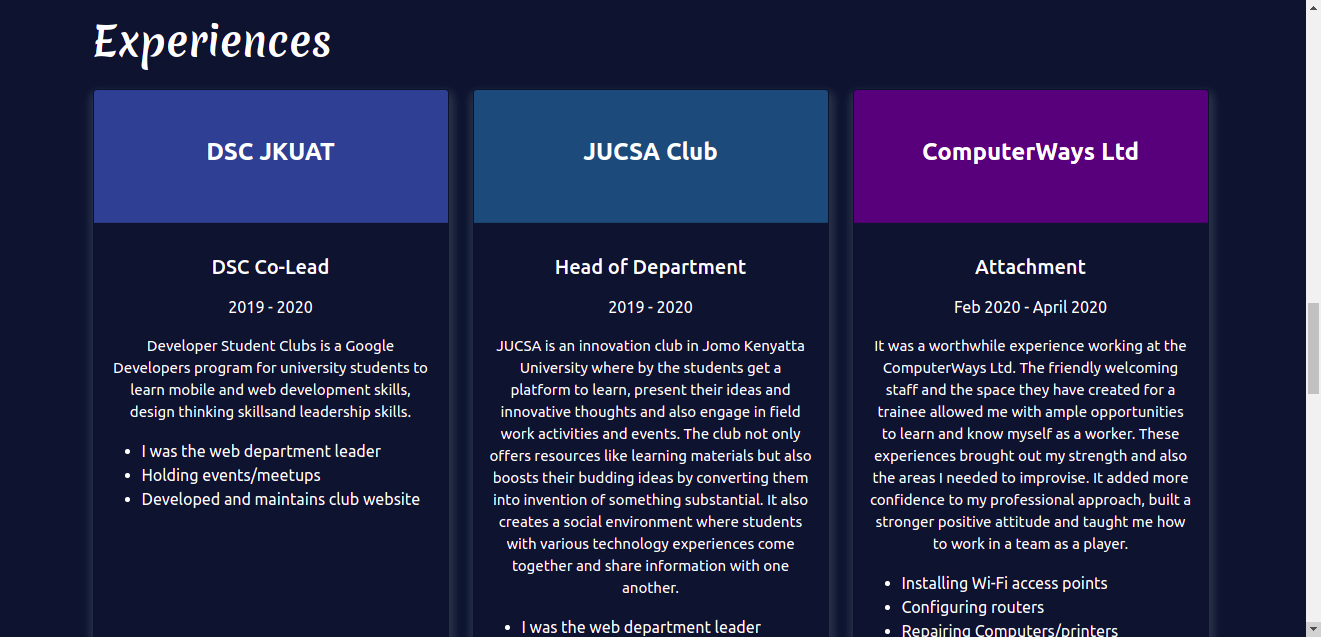 Experiences
DSC JKUAT
DSC Co-Lead
2019 - 2020
Developer Student Clubs is a Google
Developers program for university students to
learn mobile and web development skills,
design thinking skillsand leadership skills.
I was the web department leader
Holding events/meetups
Developed and maintains club website
JUCSA Club
Head of Department
2019 - 2020
JUCSA is an innovation club in Jomo Kenyatta
University where by the students get a
platform to learn, present their ideas and
innovative thoughts and also engage in field
work activities and events. The club not only
offers resources like learning materials but also
boosts their budding ideas by converting them
into invention of something substantial. It also
creates a social environment where students
with various technology experiences come
together and share information with one
another.
I was the web department leader
ComputerWays Ltd
Attachment
Feb 2020 - April 2020
It was a worthwhile experience working at the
ComputerWays Ltd. The friendly welcoming
staff and the space they have created for a
trainee allowed me with ample opportunities
to learn and know myself as a worker. These
experiences brought out my strength and also
the areas I needed to improvise. It added more
confidence to my professional approach, built a
stronger positive attitude and taught me how
to work in a team as a player.
Installing Wi-Fi access points
Configuring routers
Repairing Computers/printers